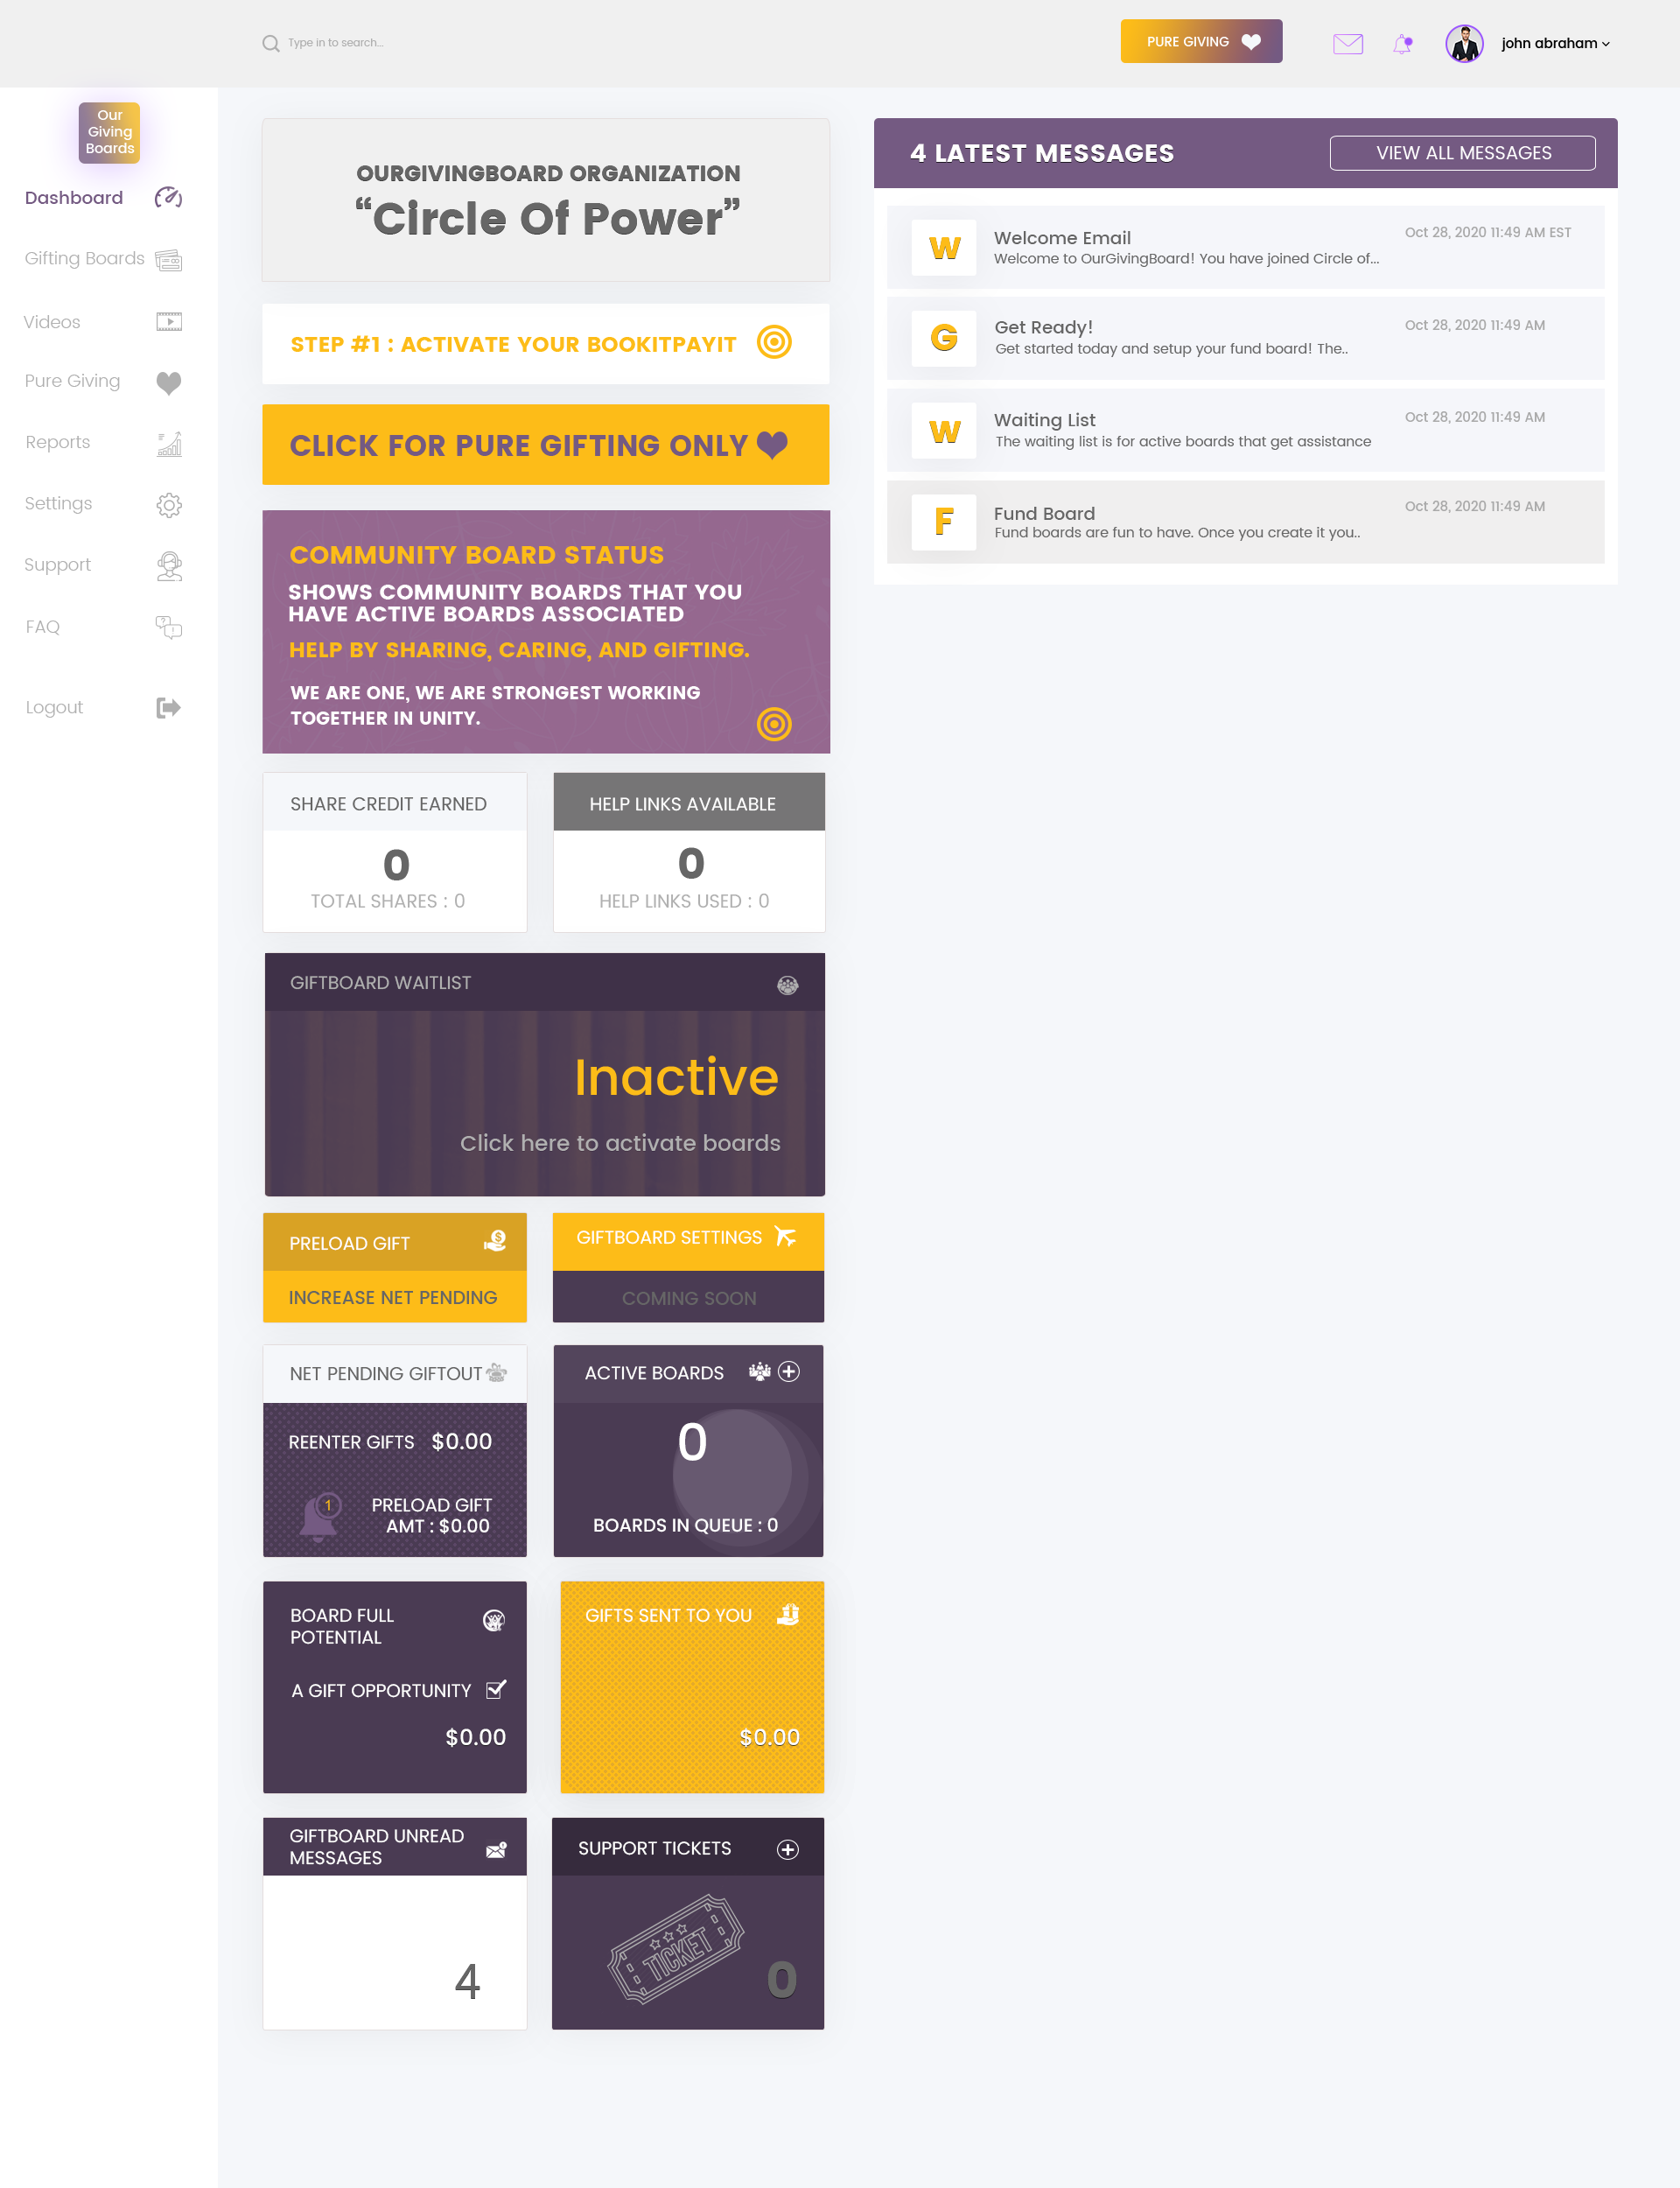 Type in to search...
PURE GIVING
john abraham
Our
Giving
Boards
Dashboard
Gifting Boards
Videos
Pure Giving
Reports
Settings
Support
FAQ
Logout
OURGIVINGBOARD ORGANIZATION
“Circle Of Power”
STEP #1 : ACTIVATE YOUR BOOKITPAYIT
CLICK FOR PURE GIFTING ONLY
COMMUNITY BOARD STATUS
SHOWS COMMUNITY BOARDS THAT YOU
HAVE ACTIVE BOARDS ASSOCIATED
HELP BY SHARING, CARING, AND GIFTING.
WE ARE ONE, WE ARE STRONGEST WORKING
TOGETHER IN UNITY.
SHARE CREDIT EARNED
0
TOTAL SHARES : 0
HELP LINKS AVAILABLE
0
HELP LINKS USED : 0
GIFTBOARD WAITLIST
Inactive
Click here to activate boards
PRELOAD GIFT
INCREASE NET PENDING
GIFTBOARD SETTINGS
COMING SOON
NET PENDING GIFTOUT
REENTER GIFTS $0.00
1
PRELOAD GIFT
AMT : $0.00
ACTIVE BOARDS
0
BOARDS IN QUEUE : 0
BOARD FULL
POTENTIAL
A GIFT OPPORTUNITY
$0.00
GIFTS SENT TO YOU
$0.00
GIFTBOARD UNREAD
MESSAGES
4
SUPPORT TICKETS
TICKET
0
4 LATEST MESSAGES
VIEW ALL MESSAGES
W
Welcome Email
Oct 28, 2020 11:49 AM EST
Welcome to OurGivingBoard! You have joined Circle of...
G
Get Ready!
Oct 28, 2020 11:49 AM
Get started today and setup your fund board! The..
W
Waiting List
Oct 28, 2020 11:49 AM
The waiting list is for active boards that get assistance
F
Fund Board
Oct 28, 2020 11:49 AM
Fund boards are fun to have. Once you create it you..